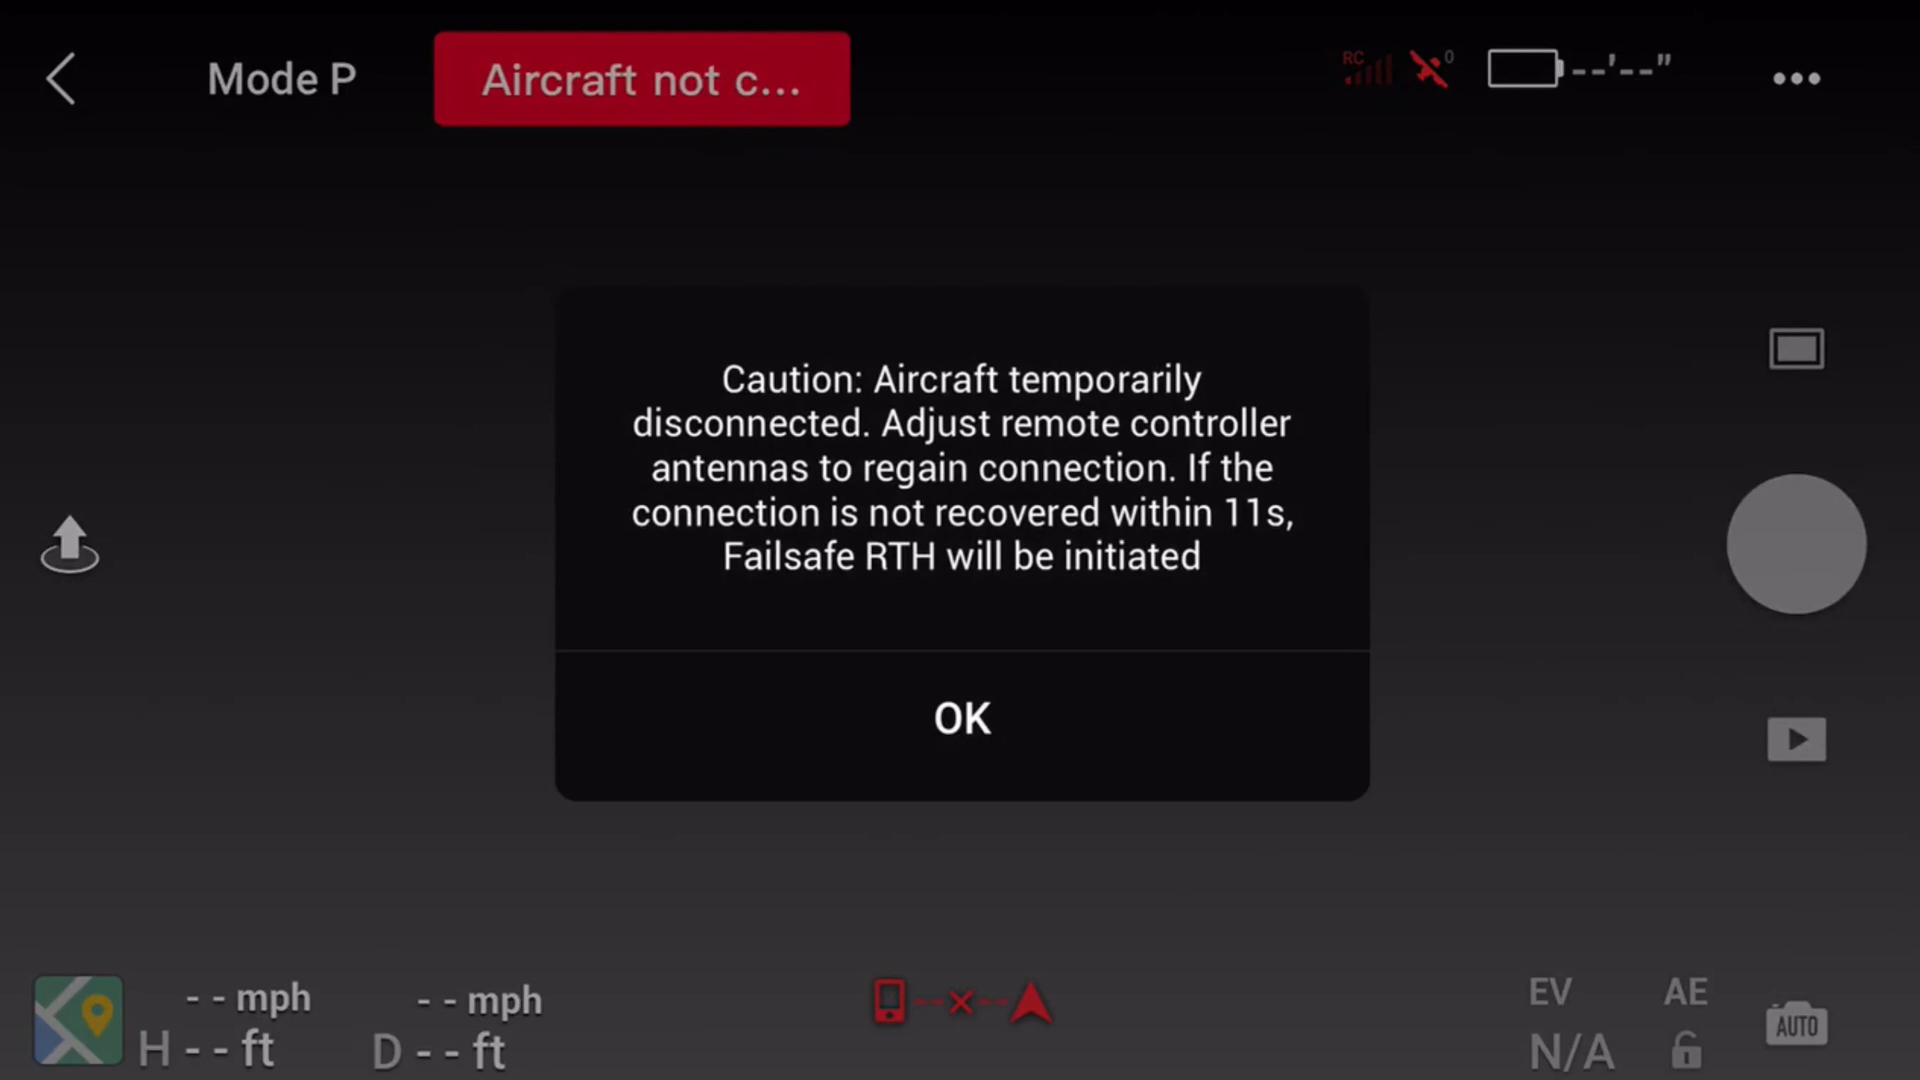 Mode P
Aircraft not c...
RC
0
--'--"
Caution: Aircraft temporarily
disconnected. Adjust remote controller
antennas to regain connection. If the
connection is not recovered within 11s,
Failsafe RTH will be initiated
OK
-- mph
-- mph
H -- ft
D -- ft
EV
AE
N/A
AUTO